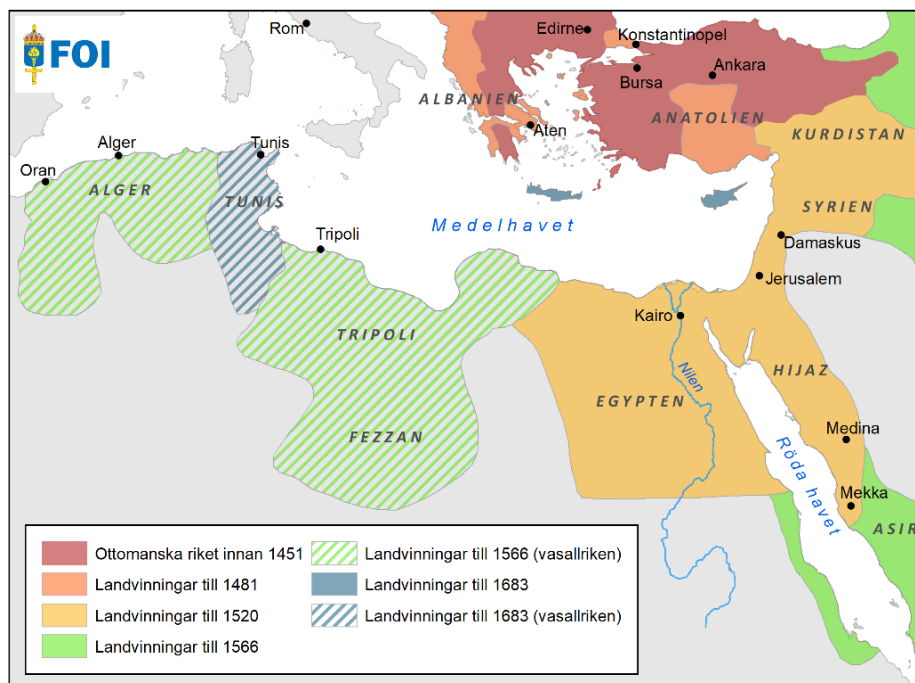 FOI
Rom
Edirne
Konstantinopel
Bursa
Ankara
ALBANIEN
ANATOLIEN
Aten
KURDISTAN
Alger
Tunis
Oran
ALGER
TUNIS
SYRIEN
Medelhavet
Damaskus
Tripoli
Jerusalem
Kairo
TRIPOLI
Nilen
HIJAZ
EGYPTEN
FEZZAN
Medina
Röda havet
Mekka
ASIR
Ottomanska riket innan 1451
Landvinningar till 1481
Landvinningar till 1520
Landvinningar till 1566
Landvinningar till 1566 (vasallriken)
Landvinningar till 1683
Landvinningar till 1683 (vasallriken)